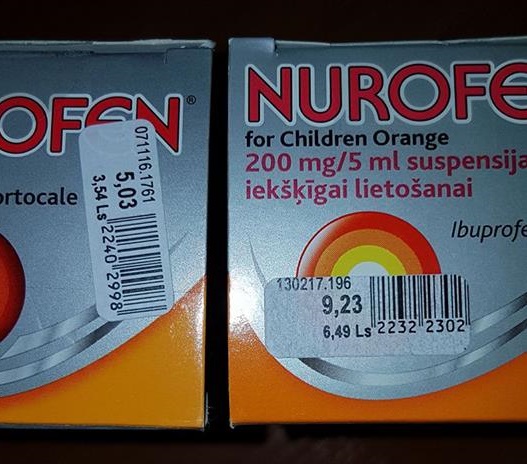 OFEN®
ortocale
071116.1761
5,03
3,54 Ls
2240 2998
NUROFE
for Children Orange
200 mg/5 ml suspensija
iekšķīgai lietošanai
Ibuprofe
130217.196
9,23
6,49 Ls
2232 2302